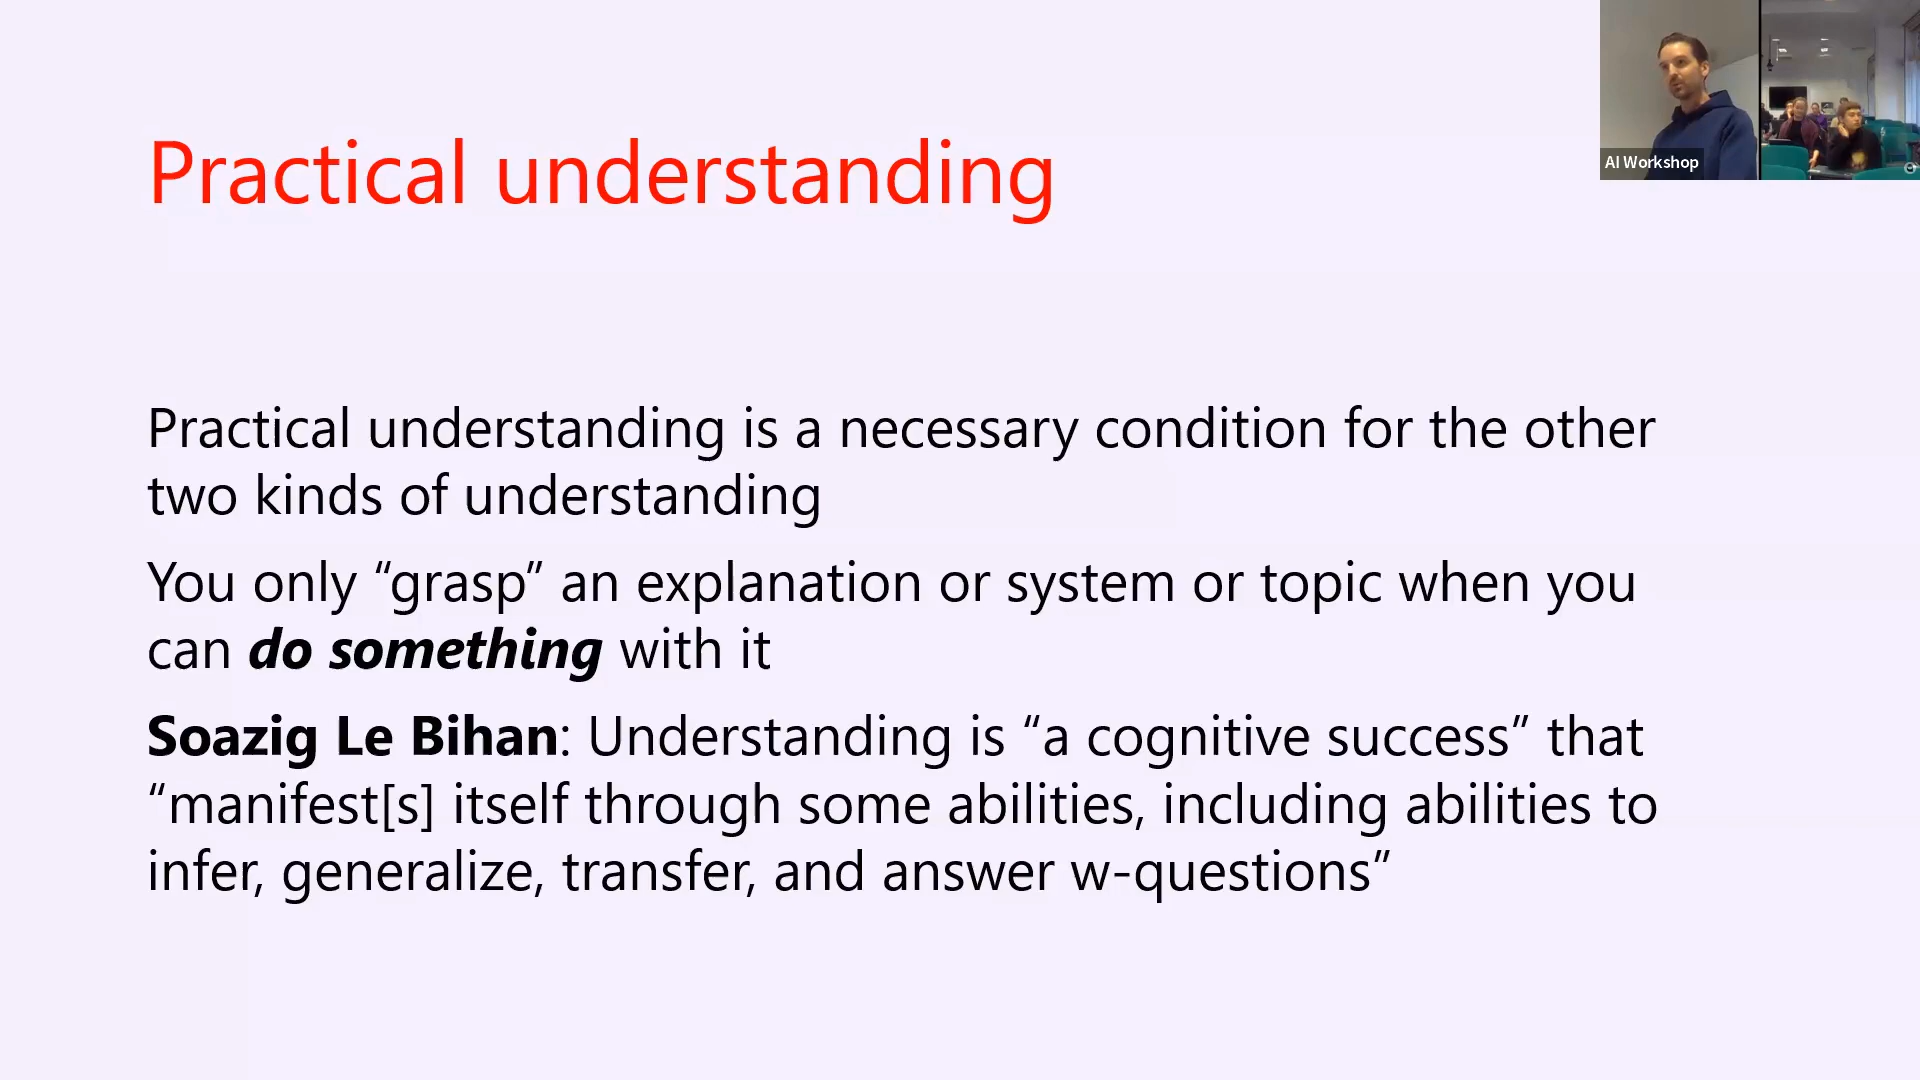 AI Workshop
Practical understanding
Practical understanding is a necessary condition for the other
two kinds of understanding
You only “grasp” an explanation or system or topic when you
can do something with it
Soazig Le Bihan: Understanding is “a cognitive success” that
“manifest[s] itself through some abilities, including abilities to
infer, generalize, transfer, and answer w-questions”